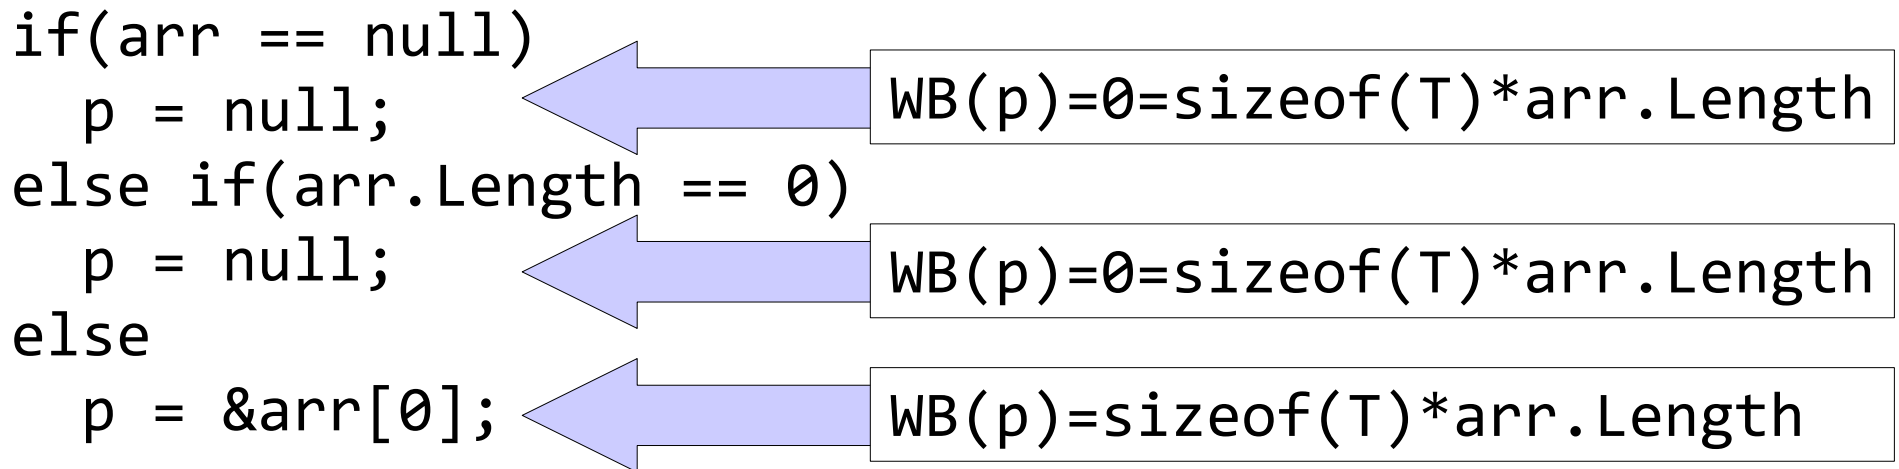 if(arr == null)
  p = null;
WB(p)=0=sizeof(T)*arr.Length
else if(arr.Length == 0)
  p = null;
WB(p)=0=sizeof(T)*arr.Length
else
  p = &arr[0];
WB(p)=sizeof(T)*arr.Length